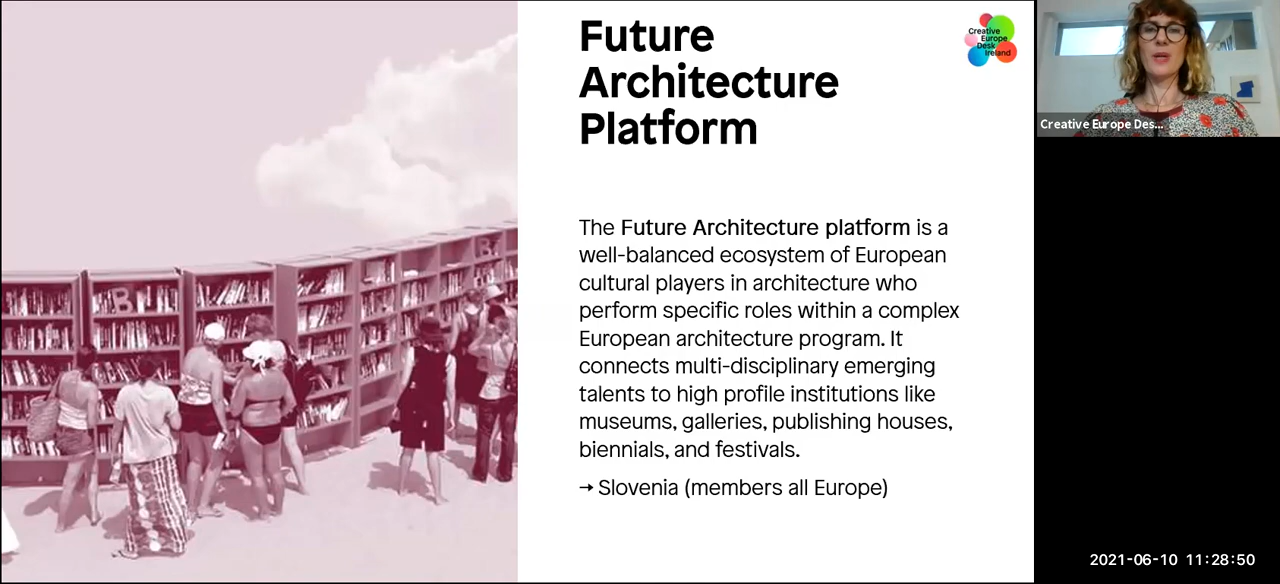 Future
Architecture
Platform
Creative
Europe
Desk
Ireland
The Future Architecture platform is a
well-balanced ecosystem of European
cultural players in architecture who
perform specific roles within a complex
European architecture program. It
connects multi-disciplinary emerging
talents to high profile institutions like
museums, galleries, publishing houses,
biennials, and festivals.
→ Slovenia (members all Europe)
B
B
Creative Europe Des...
2021-06-10 11:28:50